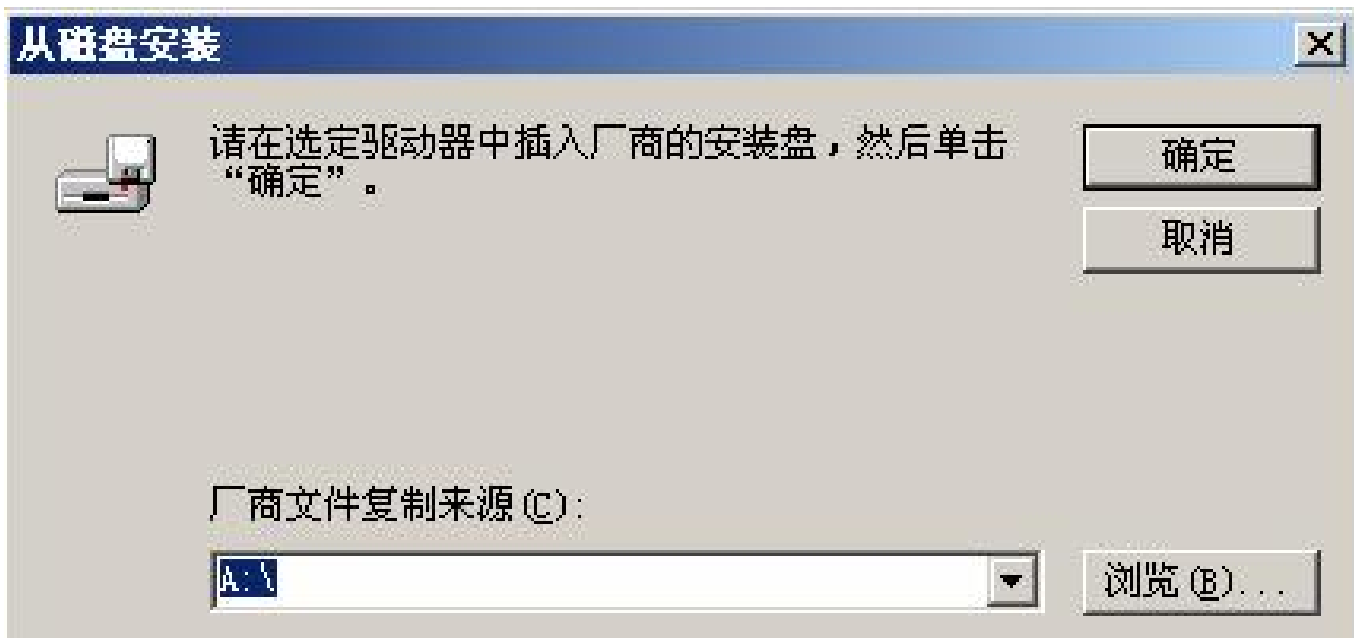 从磁盘安装
请在选定驱动器中插入厂商的安装盘，然后单击
“确定”。
确定
取消
厂商文件复制来源(C):
A:\
浏览(B)...